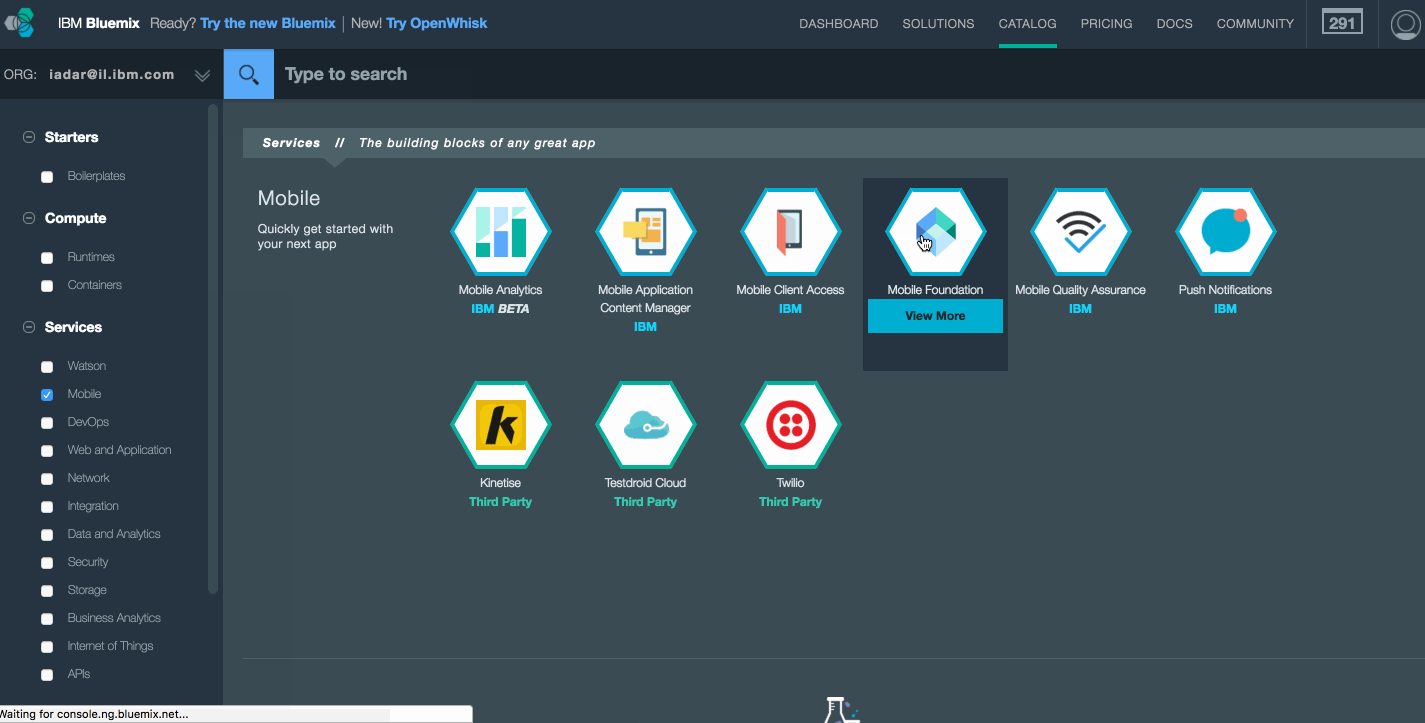 IBM Bluemix Ready? Try the new Bluemix | New! Try OpenWhisk
DASHBOARD SOLUTIONS CATALOG PRICING DOCS COMMUNITY 291
ORG: iadar@il.ibm.com
Type to search
Starters
Boilerplates
Compute
Runtimes
Containers
Services
Watson
Mobile
DevOps
Web and Application
Network
Integration
Data and Analytics
Security
Storage
Business Analytics
Internet of Things
APIs
Services // The building blocks of any great app
Mobile
Quickly get started with
your next app
Mobile Analytics
IBM BETA
Mobile Application
Content Manager
IBM
Mobile Client Access
IBM
Mobile Foundation
View More
Mobile Quality Assurance
IBM
Push Notifications
IBM
k
Kinetise
Third Party
Testdroid Cloud
Third Party
Twilio
Third Party
Waiting for console.ng.bluemix.net...